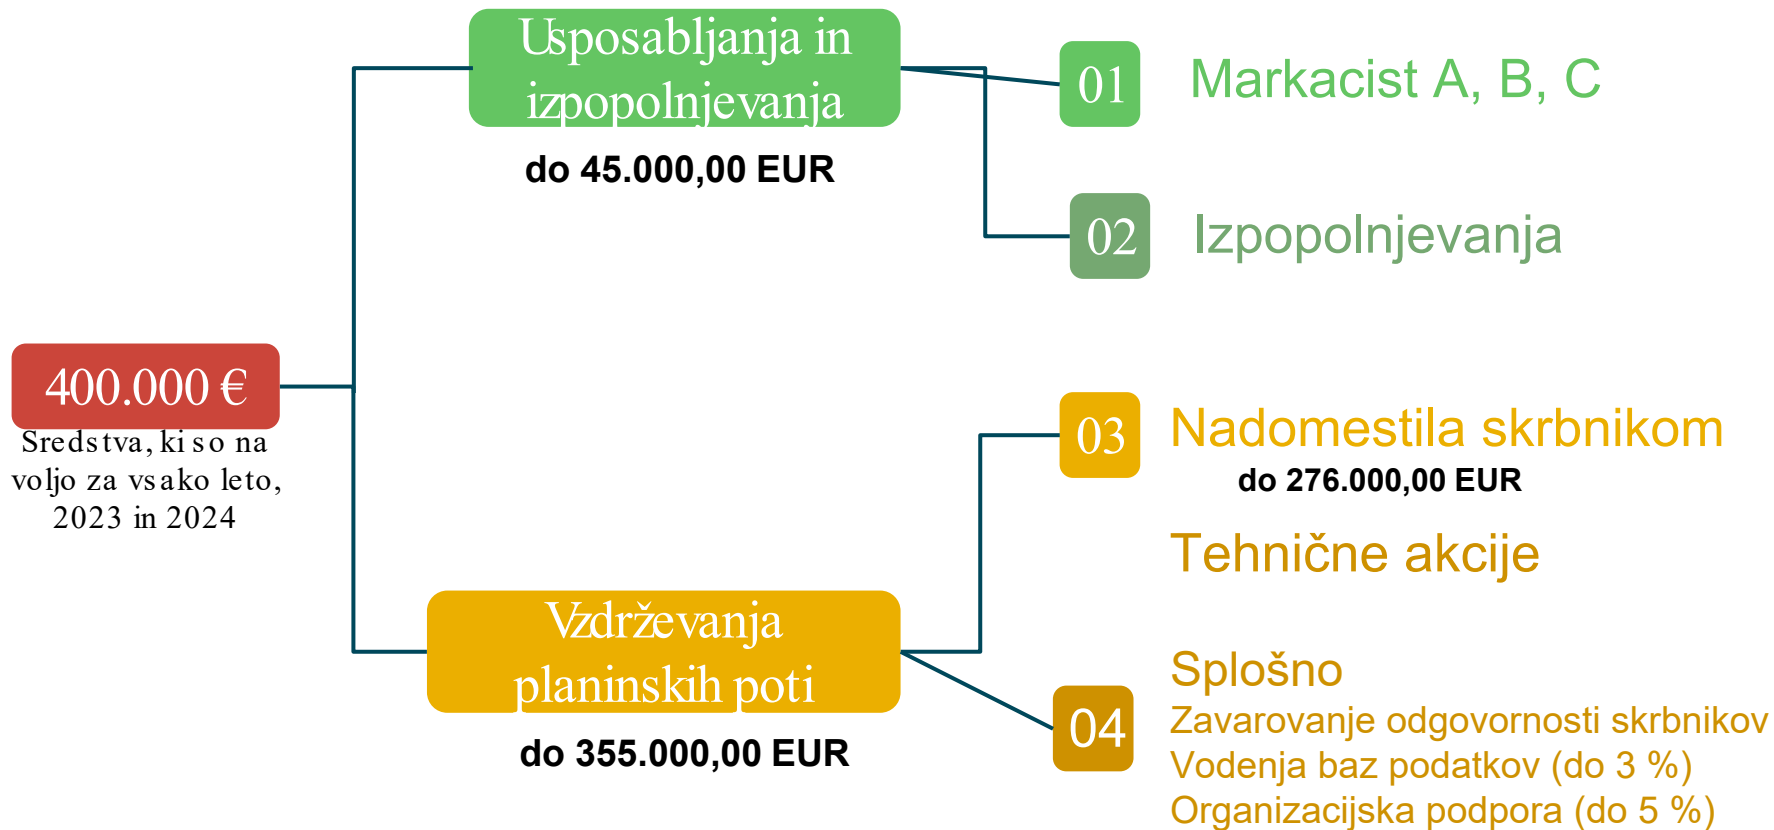 400.000 €
Sredstva, ki so na
voljo za vsako leto,
2023 in 2024
Usposabljanja in
izpopolnjevanja
do 45.000,00 EUR
01
Markacist A, B, C
02
Izpopolnjevanja
Vzdrževanja
planinskih poti
do 355.000,00 EUR
03
Nadomestila skrbnikom
do 276.000,00 EUR
Tehnične akcije
04
Splošno
Zavarovanje odgovornosti skrbnikov
Vodenja baz podatkov (do 3 %)
Organizacijska podpora (do 5 %)